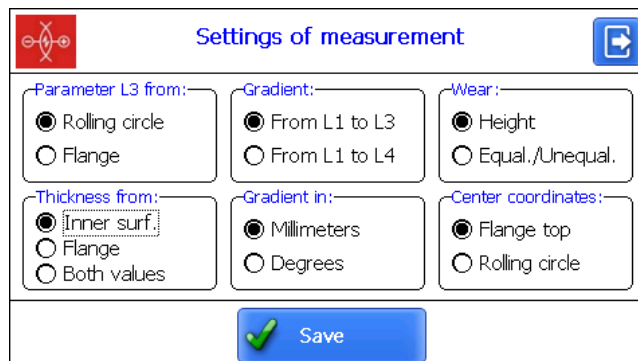 Settings of measurement
Parameter L3 from:
Rolling circle
Flange
Gradient:
From L1 to L3
From L1 to L4
Wear:
Height
Equal./Unequal.
Thickness from:
Inner surf.
Flange
Both values
Gradient in:
Millimeters
Degrees
Center coordinates:
Flange top
Rolling circle
Save